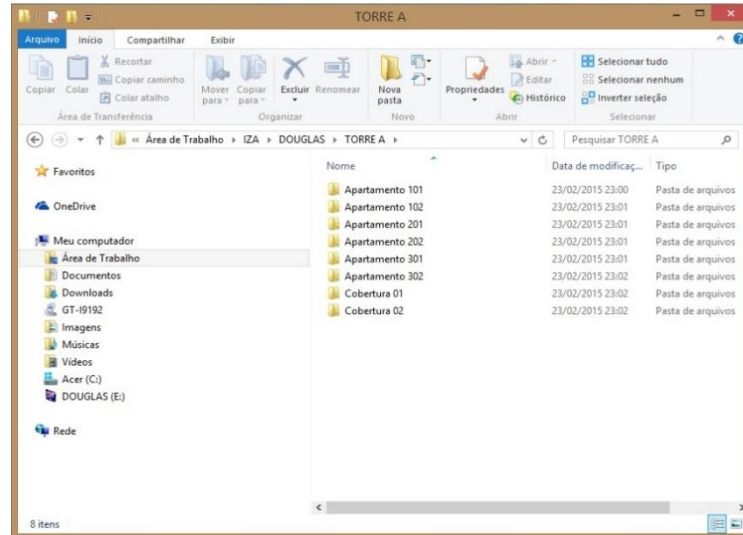 TORRE A
Arquivo Início Compartilhar Exibir
Copiar
Colar
Recortar
Copiar caminho
Colar atalho
Área de Transferência
Mover para
Copiar para
Excluir
Renomear
Organizar
Nova pasta
Novo
Propriedades
Abrir
Editar
Histórico
Abrir
Selecionar tudo
Selecionar nenhum
Inverter seleção
Selecionar
« Área de Trabalho IZA DOUGLAS TORRE A
Pesquisar TORRE A
Favoritos
OneDrive
Meu computador
Área de Trabalho
Documentos
Downloads
GT-I9192
Imagens
Músicas
Vídeos
Acer (C:)
DOUGLAS (E:)
Rede
Nome Data de modificaç... Tipo
Apartamento 101 23/02/2015 23:00 Pasta de arquivos
Apartamento 102 23/02/2015 23:01 Pasta de arquivos
Apartamento 201 23/02/2015 23:01 Pasta de arquivos
Apartamento 202 23/02/2015 23:01 Pasta de arquivos
Apartamento 301 23/02/2015 23:01 Pasta de arquivos
Apartamento 302 23/02/2015 23:02 Pasta de arquivos
Cobertura 01 23/02/2015 23:02 Pasta de arquivos
Cobertura 02 23/02/2015 23:02 Pasta de arquivos
8 itens